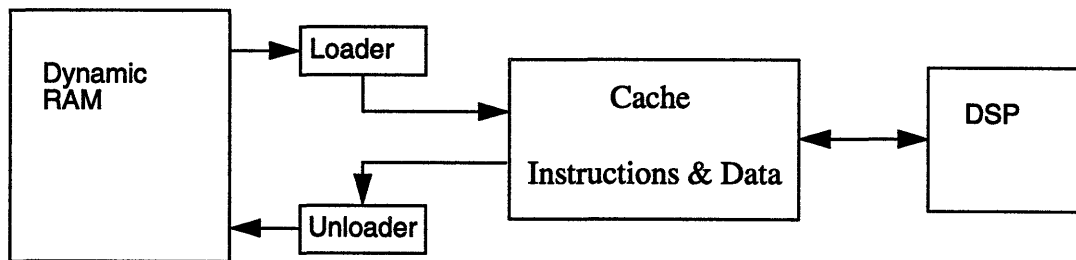 Dynamic
RAM
Loader
Unloader
Cache
Instructions & Data
DSP